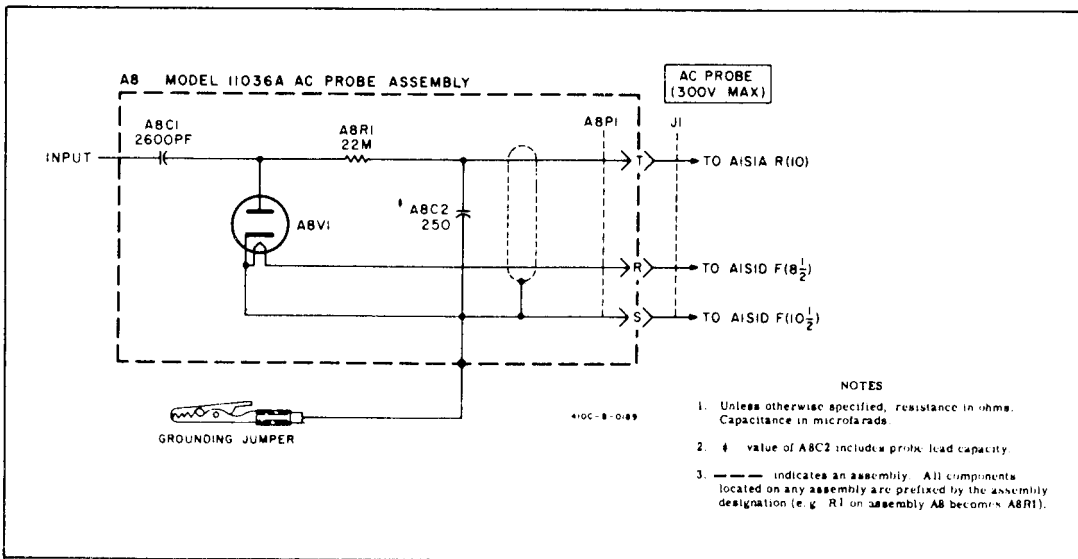 A8 MODEL 11036A AC PROBE ASSEMBLY
AC PROBE
(300V MAX)
A8C1
2600PF
A8R1
22M
A8P1
J1
INPUT
T
TO A1S1A R(10)
A8V1
A8C2
250
R
TO A1S1D F(8½)
S
TO A1S1D F(10½)
GROUNDING JUMPER
410C-B-0189
NOTES
1. Unless otherwise specified, resistance in ohms.
Capacitance in microfarads.
2. value of A8C2 includes probe lead capacity.
3. indicates an assembly. All components
located on any assembly are prefixed by the assembly
designation (e.g. R1 on assembly A8 becomes A8R1).